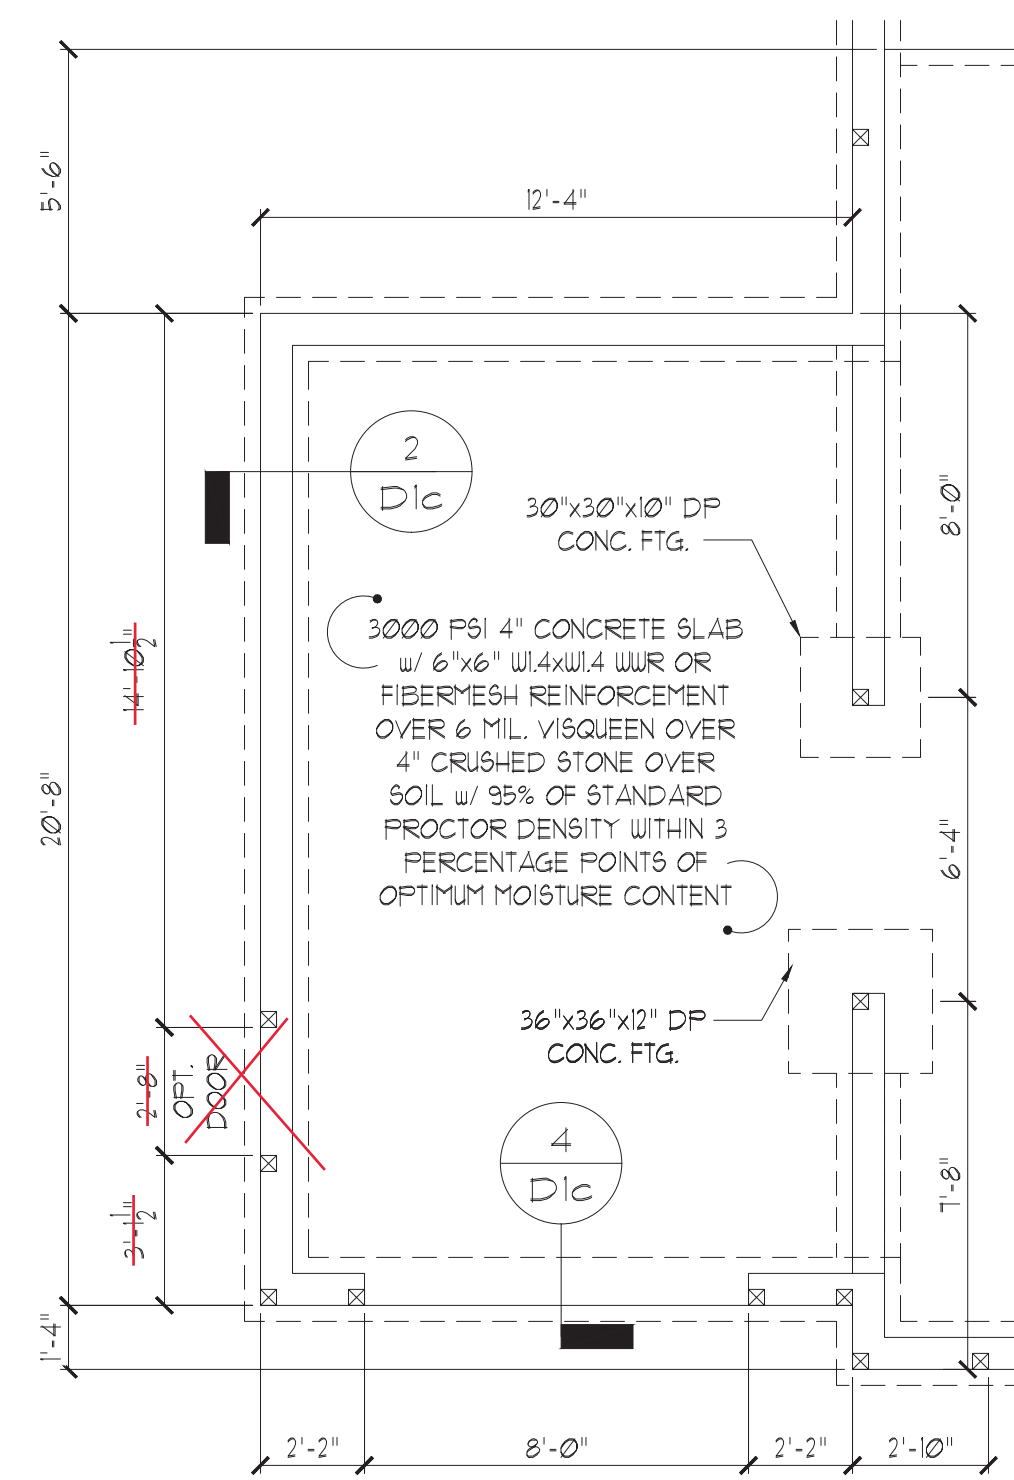 5'-6"
12'-4"
2
D1c
30"x30"x10" DP
CONC. FTG.
8'-0"
3000 PSI 4" CONCRETE SLAB
w/ 6"x6" W1.4xW1.4 WWR OR
FIBERMESH REINFORCEMENT
OVER 6 MIL. VISQUEEN OVER
4" CRUSHED STONE OVER
SOIL w/ 95% OF STANDARD
PROCTOR DENSITY WITHIN 3
PERCENTAGE POINTS OF
OPTIMUM MOISTURE CONTENT
14'-10 1/2"
20'-8"
6'-4"
36"x36"x12" DP
CONC. FTG.
2'-8"
OPT.
DOOR
4
D1c
7'-8"
3'-1 1/2"
1'-4"
2'-2"
8'-0"
2'-2"
2'-10"